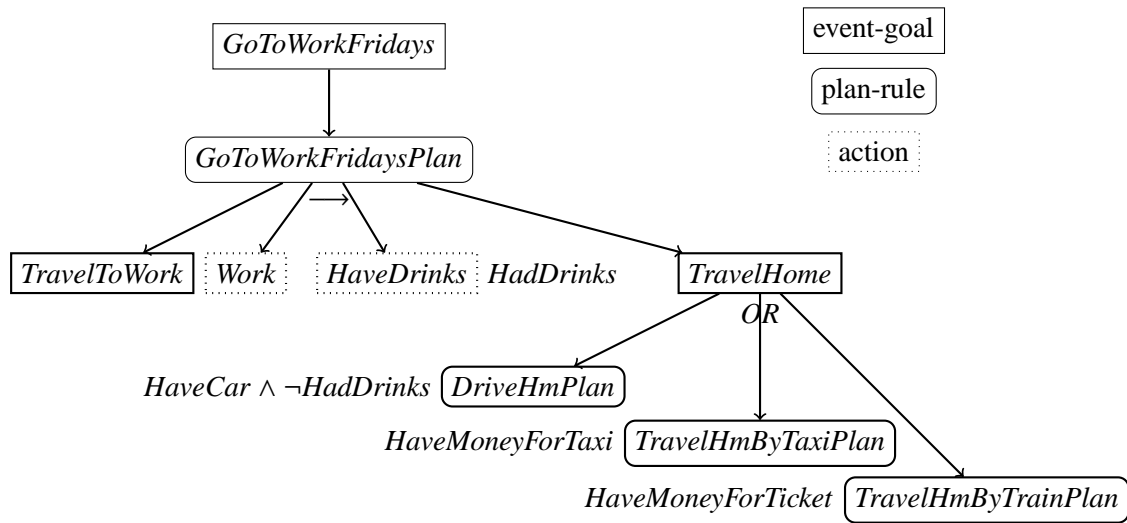 GoToWorkFridays
event-goal
plan-rule
action
GoToWorkFridaysPlan
TravelToWork Work HaveDrinks HadDrinks TravelHome
OR
HaveCar ∧ ¬HadDrinks DriveHmPlan
HaveMoneyForTaxi TravelHmByTaxiPlan
HaveMoneyForTicket TravelHmByTrainPlan